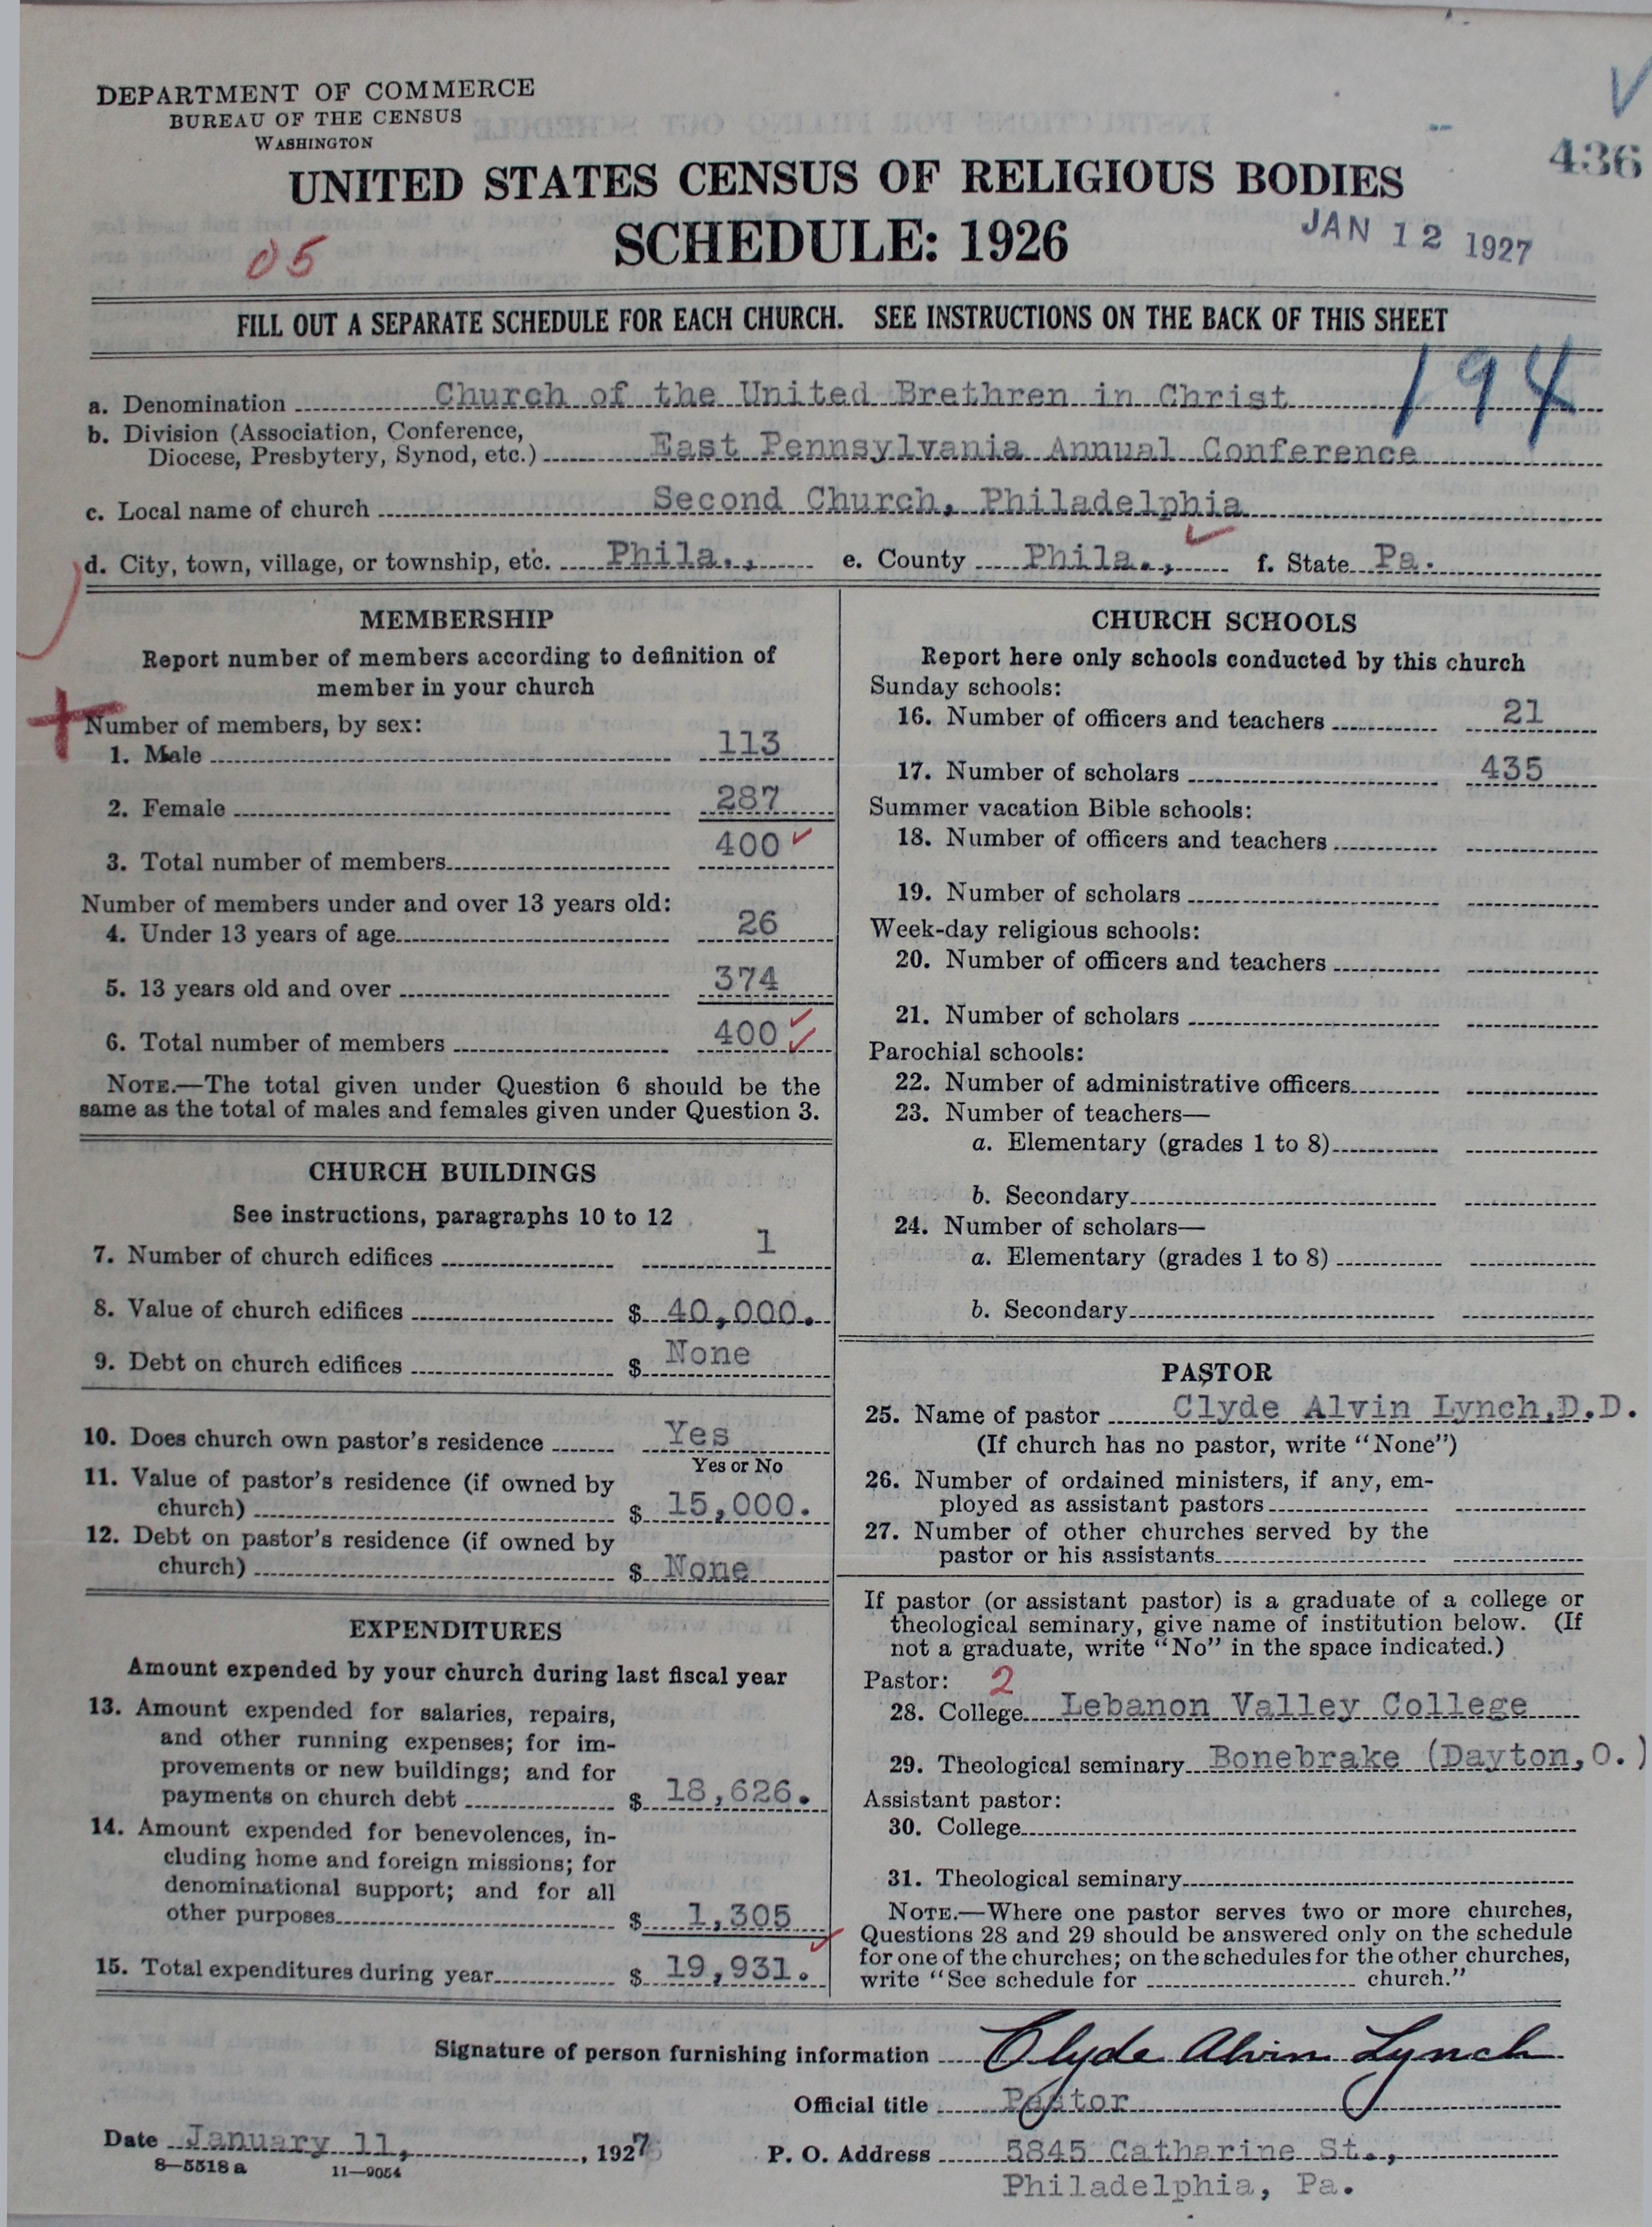 DEPARTMENT OF COMMERCE
BUREAU OF THE CENSUS
WASHINGTON
UNITED STATES CENSUS OF RELIGIOUS BODIES
SCHEDULE: 1926
436
JAN 12 1927
05
FILL OUT A SEPARATE SCHEDULE FOR EACH CHURCH. SEE INSTRUCTIONS ON THE BACK OF THIS SHEET
194
a. Denomination Church of the United Brethren in Christ
b. Division (Association, Conference,
Diocese, Presbytery, Synod, etc.) East Pennsylvania Annual Conference
c. Local name of church Second Church, Philadelphia
d. City, town, village, or township, etc. Phila., e. County Phila., f. State Pa.
MEMBERSHIP
Report number of members according to definition of
member in your church
Number of members, by sex:
1. Male 113
2. Female 287
3. Total number of members 400
Number of members under and over 13 years old:
4. Under 13 years of age 26
5. 13 years old and over 374
6. Total number of members 400
NOTE.—The total given under Question 6 should be the
same as the total of males and females given under Question 3.
CHURCH BUILDINGS
See instructions, paragraphs 10 to 12
7. Number of church edifices 1
8. Value of church edifices $ 40,000.
9. Debt on church edifices $ None
10. Does church own pastor's residence Yes
Yes or No
11. Value of pastor's residence (if owned by
church) $ 15,000.
12. Debt on pastor's residence (if owned by
church) $ None
EXPENDITURES
Amount expended by your church during last fiscal year
13. Amount expended for salaries, repairs,
and other running expenses; for im-
provements or new buildings; and for
payments on church debt $ 18,626.
14. Amount expended for benevolences, in-
cluding home and foreign missions; for
denominational support; and for all
other purposes $ 1,305
15. Total expenditures during year $ 19,931.
CHURCH SCHOOLS
Report here only schools conducted by this church
Sunday schools:
16. Number of officers and teachers 21
17. Number of scholars 435
Summer vacation Bible schools:
18. Number of officers and teachers
19. Number of scholars
Week-day religious schools:
20. Number of officers and teachers
21. Number of scholars
Parochial schools:
22. Number of administrative officers
23. Number of teachers—
a. Elementary (grades 1 to 8)
b. Secondary
24. Number of scholars—
a. Elementary (grades 1 to 8)
b. Secondary
PASTOR
25. Name of pastor Clyde Alvin Lynch,D.D.
(If church has no pastor, write "None")
26. Number of ordained ministers, if any, em-
ployed as assistant pastors
27. Number of other churches served by the
pastor or his assistants
If pastor (or assistant pastor) is a graduate of a college or
theological seminary, give name of institution below. (If
not a graduate, write "No" in the space indicated.)
Pastor: 2
28. College Lebanon Valley College
29. Theological seminary Bonebrake (Dayton,O.)
Assistant pastor:
30. College
31. Theological seminary
NOTE.—Where one pastor serves two or more churches,
Questions 28 and 29 should be answered only on the schedule
for one of the churches; on the schedules for the other churches,
write "See schedule for church."
Signature of person furnishing information Clyde Alvin Lynch
Official title Pastor
Date January 11, , 1927
P. O. Address 5845 Catharine St.,
Philadelphia, Pa.
8—5518 a 11—9054